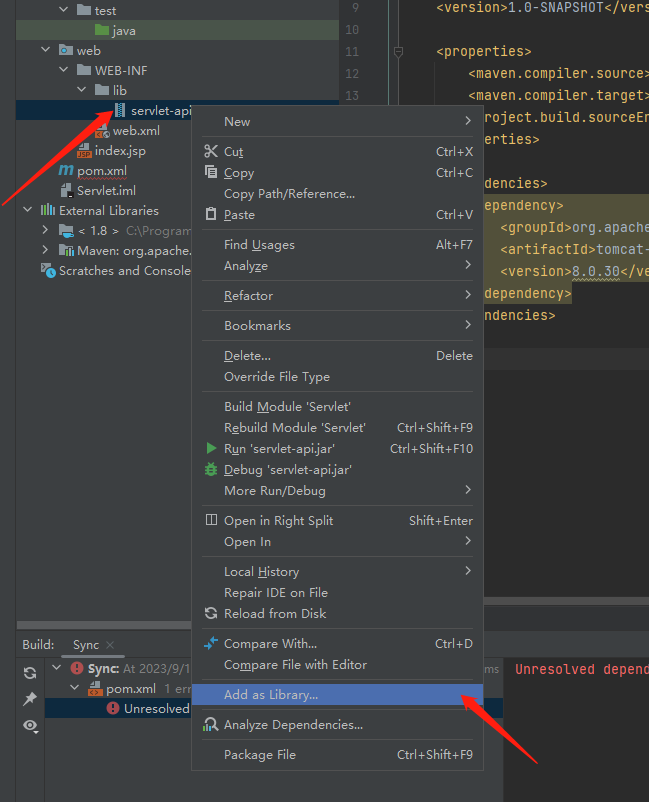 test
java
web
WEB-INF
lib
servlet-api
web.xml
index.jsp
pom.xml
Servlet.iml
External Libraries
< 1.8 > C:\Program
Maven: org.apache.
Scratches and Console
9 <version>1.0-SNAPSHOT</ver
10
11 <properties>
12 <maven.compiler.source>
13 <maven.compiler.target>
project.build.sourceEn
perties>
dencies>
ependency>
<groupId>org.apache
<artifactId>tomcat-
<version>8.0.30</ve
dependency>
ndencies>
New
Cut Ctrl+X
Copy Ctrl+C
Copy Path/Reference...
Paste Ctrl+V
Find Usages Alt+F7
Analyze
Refactor
Bookmarks
Delete... Delete
Override File Type
Build Module 'Servlet'
Rebuild Module 'Servlet' Ctrl+Shift+F9
Run 'servlet-api.jar' Ctrl+Shift+F10
Debug 'servlet-api.jar'
More Run/Debug
Open in Right Split Shift+Enter
Open In
Local History
Repair IDE on File
Reload from Disk
Compare With... Ctrl+D
Compare File with Editor
Add as Library...
Analyze Dependencies...
Package File Ctrl+Shift+F9
Build: Sync
Sync: At 2023/9/1 ms
pom.xml 1 err
Unresolved
Unresolved depend